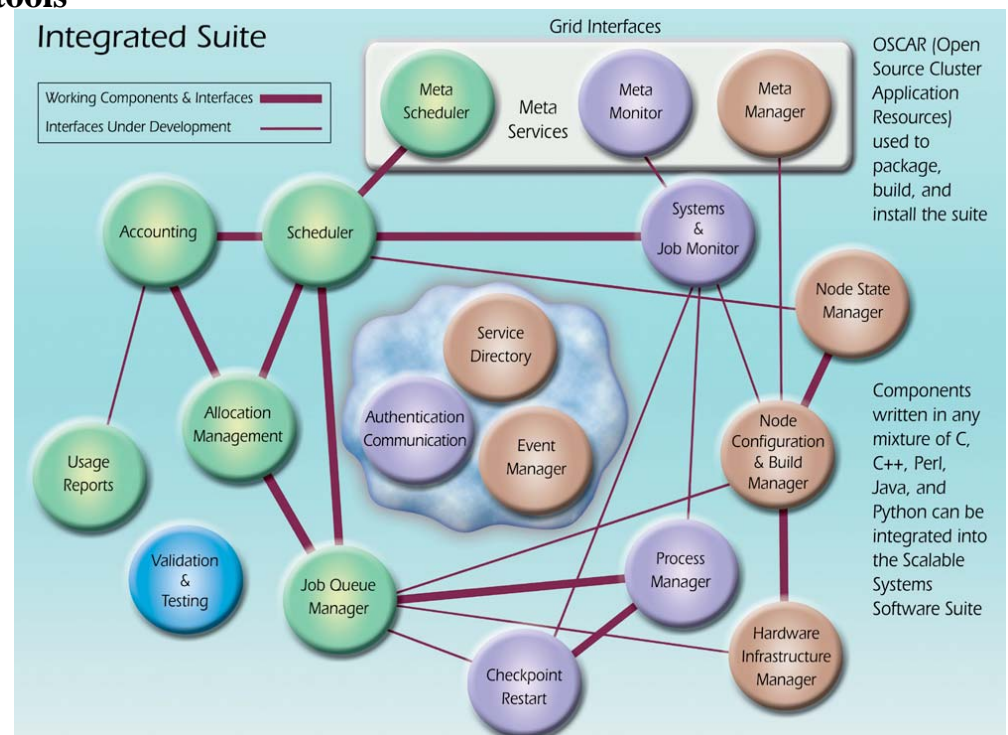 tools
Integrated Suite
Working Components & Interfaces
Interfaces Under Development
Grid Interfaces
Meta
Scheduler
Meta
Services
Meta
Monitor
Meta
Manager
OSCAR (Open
Source Cluster
Application
Resources)
used to
package,
build, and
install the suite
Accounting
Scheduler
Systems
&
Job Monitor
Node State
Manager
Service
Directory
Authentication
Communication
Event
Manager
Allocation
Management
Usage
Reports
Node
Configuration
& Build
Manager
Components
written in any
mixture of C,
C++, Perl,
Java, and
Python can be
integrated into
the Scalable
Systems
Software Suite
Validation
&
Testing
Job Queue
Manager
Process
Manager
Checkpoint
Restart
Hardware
Infrastructure
Manager